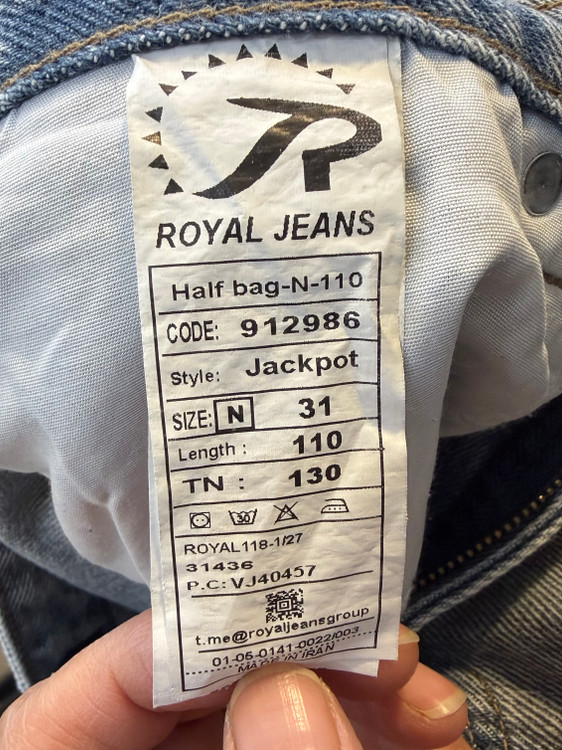 ROYAL JEANS
Half bag-N-110
CODE: 912986
Style: Jackpot
SIZE: N 31
Length : 110
TN : 130
30
ROYAL118-1/27
31436
P.C: VJ40457
t.me@royaljeansgroup
01-06-0141-0022/003
MADE IN IRAN